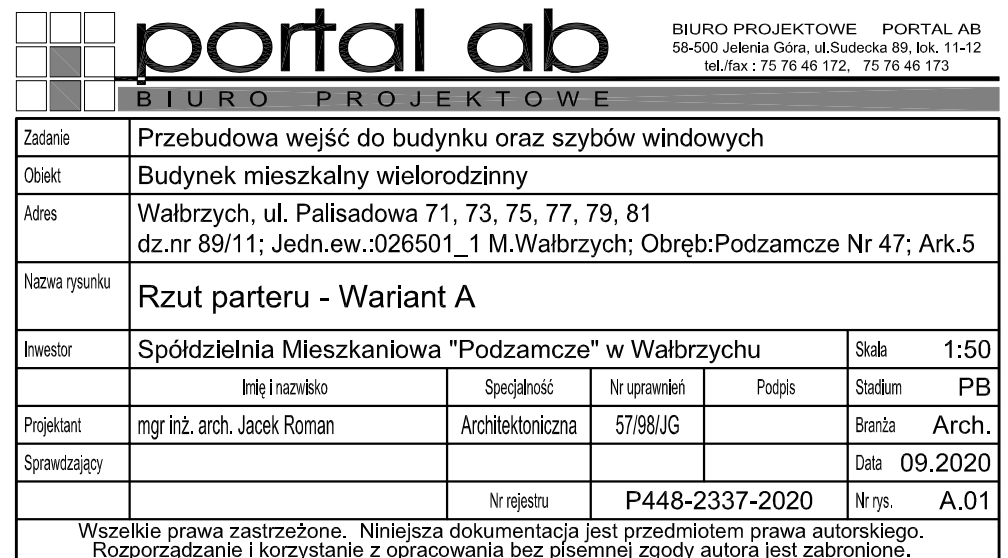 portal ab
BIURO PROJEKTOWE
BIURO PROJEKTOWE PORTAL AB
58-500 Jelenia Góra, ul.Sudecka 89, lok. 11-12
tel./fax : 75 76 46 172, 75 76 46 173
Zadanie Przebudowa wejść do budynku oraz szybów windowych
Obiekt Budynek mieszkalny wielorodzinny
Adres Wałbrzych, ul. Palisadowa 71, 73, 75, 77, 79, 81
dz.nr 89/11; Jedn.ew.:026501_1 M.Wałbrzych; Obręb:Podzamcze Nr 47; Ark.5
Nazwa rysunku Rzut parteru - Wariant A
Inwestor Spółdzielnia Mieszkaniowa "Podzamcze" w Wałbrzychu Skala 1:50
Imię i nazwisko Specjalność Nr uprawnień Podpis Stadium PB
Projektant mgr inż. arch. Jacek Roman Architektoniczna 57/98/JG Branża Arch.
Sprawdzający Data 09.2020
Nr rejestru P448-2337-2020 Nr rys. A.01
Wszelkie prawa zastrzeżone. Niniejsza dokumentacja jest przedmiotem prawa autorskiego.
Rozporządzanie i korzystanie z opracowania bez pisemnej zgody autora jest zabronione.